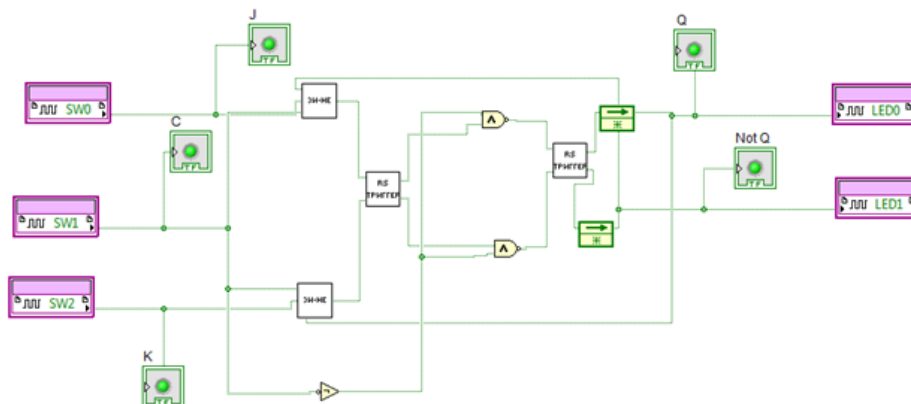 J
Q
SW0
3И-НЕ
LED0
C
Not Q
RS
ТРИГГЕР
RS
ТРИГГЕР
SW1
LED1
SW2
3И-НЕ
K